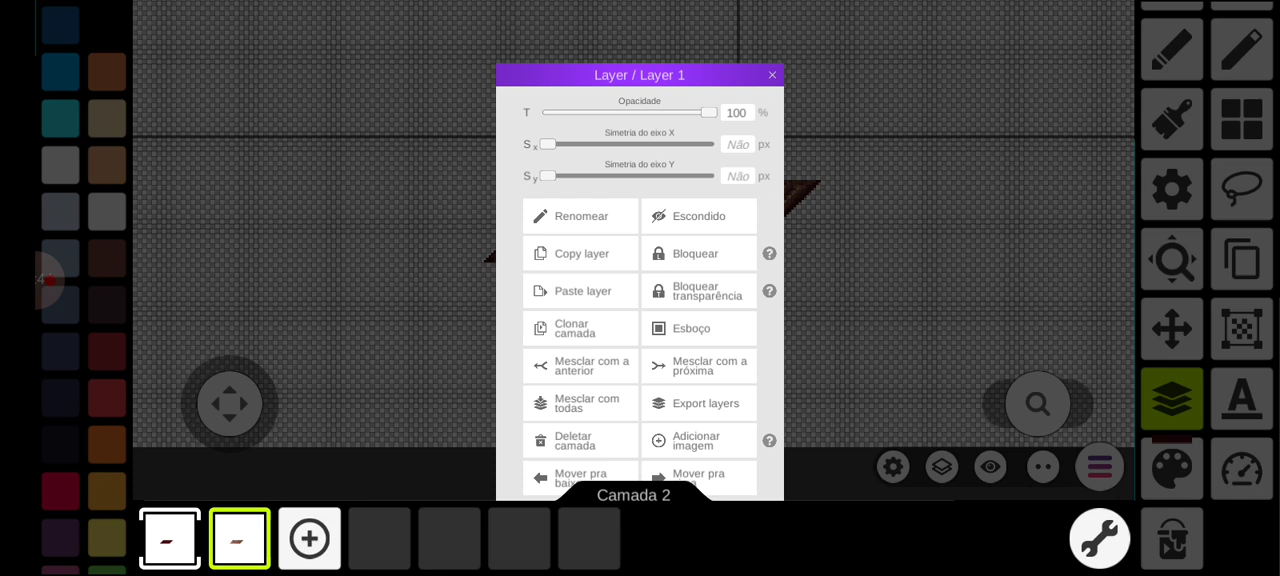 Layer / Layer 1
Opacidade
T 100 %
Simetria do eixo X
S x Não px
Simetria do eixo Y
S y Não px
Renomear
Escondido
Copy layer
Bloquear ?
Paste layer
Bloquear
transparência ?
Clonar
camada
Esboço
Mesclar com a
anterior
Mesclar com a
próxima
Mesclar com
todas
Export layers
Deletar
camada
Adicionar
imagem ?
Mover pra
Mover pra
Camada 2
A